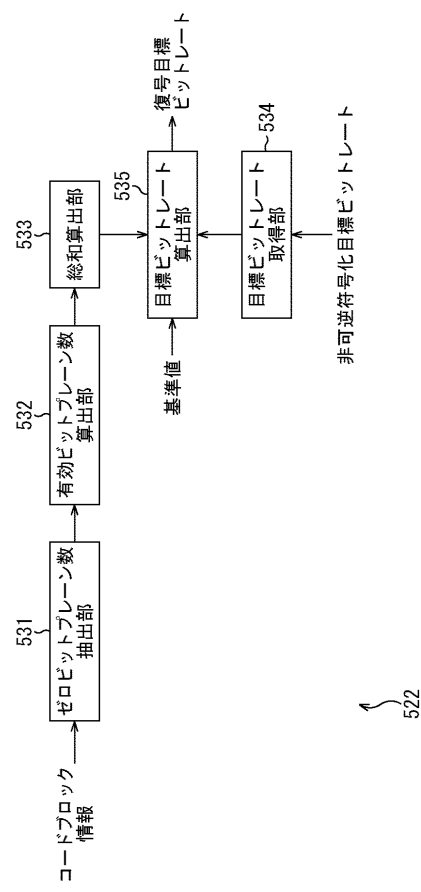 コードブロック
情報
531
ゼロビットプレーン数
抽出部
532
有効ビットプレーン数
算出部
533
総和算出部
基準値
535
目標ビットレート
算出部
復号目標
ビットレート
534
目標ビットレート
取得部
非可逆符号化目標ビットレート
522